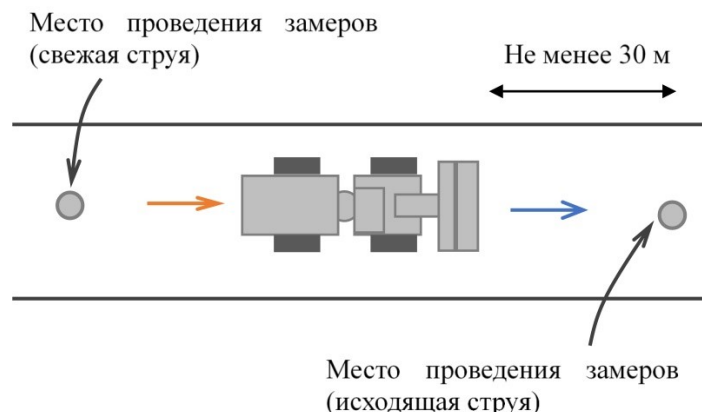 Место проведения замеров
(свежая струя)
Не менее 30 м
Место проведения замеров
(исходящая струя)